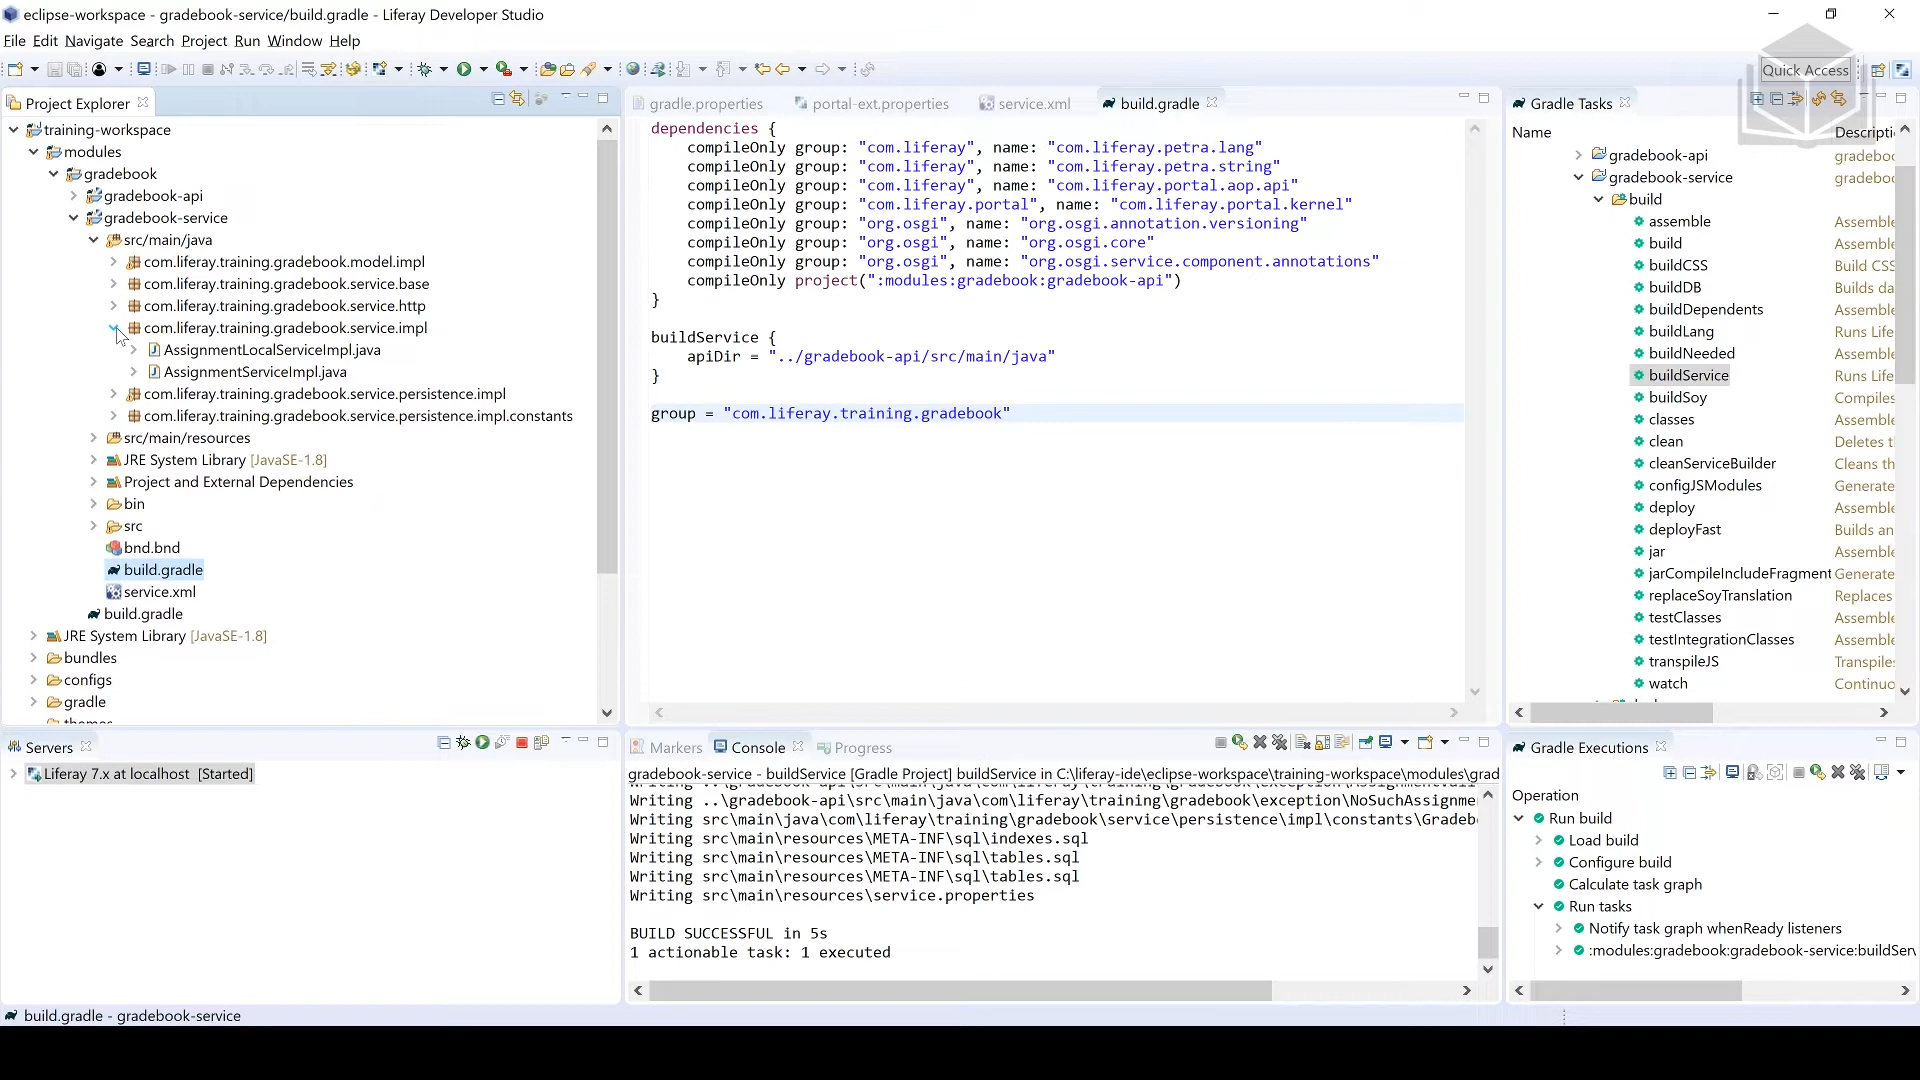 eclipse-workspace - gradebook-service/build.gradle - Liferay Developer Studio
File Edit Navigate Search Project Run Window Help
Quick Access
Project Explorer
training-workspace
modules
gradebook
gradebook-api
gradebook-service
src/main/java
com.liferay.training.gradebook.model.impl
com.liferay.training.gradebook.service.base
com.liferay.training.gradebook.service.http
com.liferay.training.gradebook.service.impl
AssignmentLocalServiceImpl.java
AssignmentServiceImpl.java
com.liferay.training.gradebook.service.persistence.impl
com.liferay.training.gradebook.service.persistence.impl.constants
src/main/resources
JRE System Library [JavaSE-1.8]
Project and External Dependencies
bin
src
bnd.bnd
build.gradle
service.xml
build.gradle
JRE System Library [JavaSE-1.8]
bundles
configs
gradle
gradle.properties portal-ext.properties service.xml build.gradle
dependencies {
compileOnly group: "com.liferay", name: "com.liferay.petra.lang"
compileOnly group: "com.liferay", name: "com.liferay.petra.string"
compileOnly group: "com.liferay", name: "com.liferay.portal.aop.api"
compileOnly group: "com.liferay.portal", name: "com.liferay.portal.kernel"
compileOnly group: "org.osgi", name: "org.osgi.annotation.versioning"
compileOnly group: "org.osgi", name: "org.osgi.core"
compileOnly group: "org.osgi", name: "org.osgi.service.component.annotations"
compileOnly project(":modules:gradebook:gradebook-api")
}
buildService {
apiDir = "../gradebook-api/src/main/java"
}
group = "com.liferay.training.gradebook"
Gradle Tasks
Name Descripti
gradebook-api gradeboo
gradebook-service gradeboo
build
assemble Assemble
build Assemble
buildCSS Build CSS
buildDB Builds da
buildDependents Assemble
buildLang Runs Life
buildNeeded Assemble
buildService Runs Life
buildSoy Compiles
classes Assemble
clean Deletes t
cleanServiceBuilder Cleans th
configJSModules Generate
deploy Assemble
deployFast Builds an
jar Assemble
jarCompileIncludeFragment Generate
replaceSoyTranslation Replaces
testClasses Assemble
testIntegrationClasses Assemble
transpileJS Transpile
watch Continuo
Servers
Liferay 7.x at localhost [Started]
Markers Console Progress
gradebook-service - buildService [Gradle Project] buildService in C:\liferay-ide\eclipse-workspace\training-workspace\modules\grad
Writing ..\gradebook-api\src\main\java\com\liferay\training\gradebook\exception\NoSuchAssignme
Writing src\main\java\com\liferay\training\gradebook\service\persistence\impl\constants\Gradeb
Writing src\main\resources\META-INF\sql\indexes.sql
Writing src\main\resources\META-INF\sql\tables.sql
Writing src\main\resources\META-INF\sql\tables.sql
Writing src\main\resources\service.properties
BUILD SUCCESSFUL in 5s
1 actionable task: 1 executed
Gradle Executions
Operation
Run build
Load build
Configure build
Calculate task graph
Run tasks
Notify task graph whenReady listeners
:modules:gradebook:gradebook-service:buildServ
build.gradle - gradebook-service